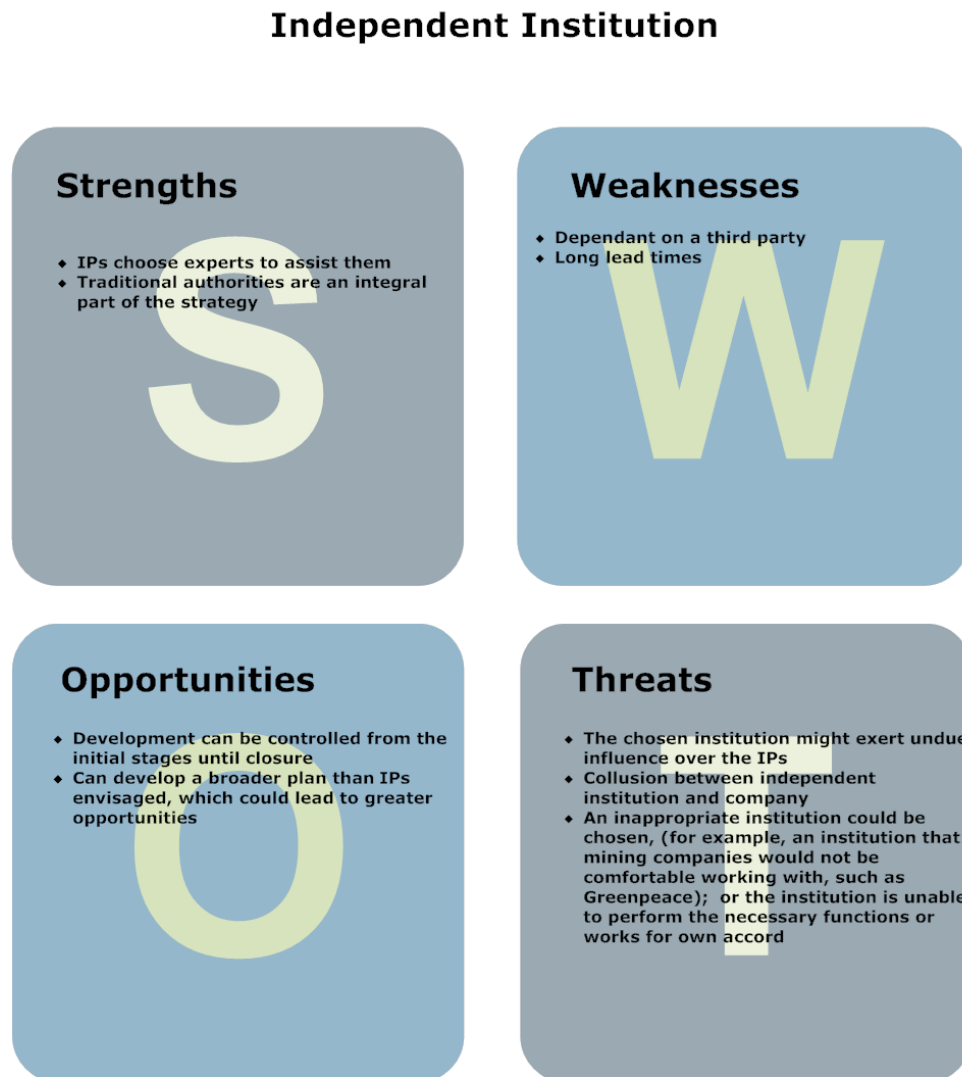 Independent Institution
Strengths
◆ IPs choose experts to assist them
◆ Traditional authorities are an integral
part of the strategy
S
Weaknesses
◆ Dependant on a third party
◆ Long lead times
W
Opportunities
◆ Development can be controlled from the
initial stages until closure
◆ Can develop a broader plan than IPs
envisaged, which could lead to greater
opportunities
O
Threats
◆ The chosen institution might exert undue
influence over the IPs
◆ Collusion between independent
institution and company
◆ An inappropriate institution could be
chosen, (for example, an institution that
mining companies would not be
comfortable working with, such as
Greenpeace);  or the institution is unable
to perform the necessary functions or
works for own accord
T